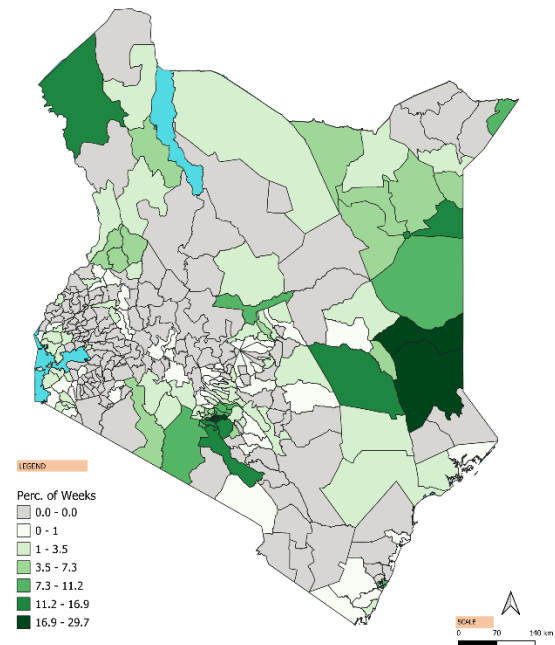 LEGEND
Perc. of Weeks
0.0 - 0.0
0 - 1
1 - 3.5
3.5 - 7.3
7.3 - 11.2
11.2 - 16.9
16.9 - 29.7
SCALE
0 70 140 km